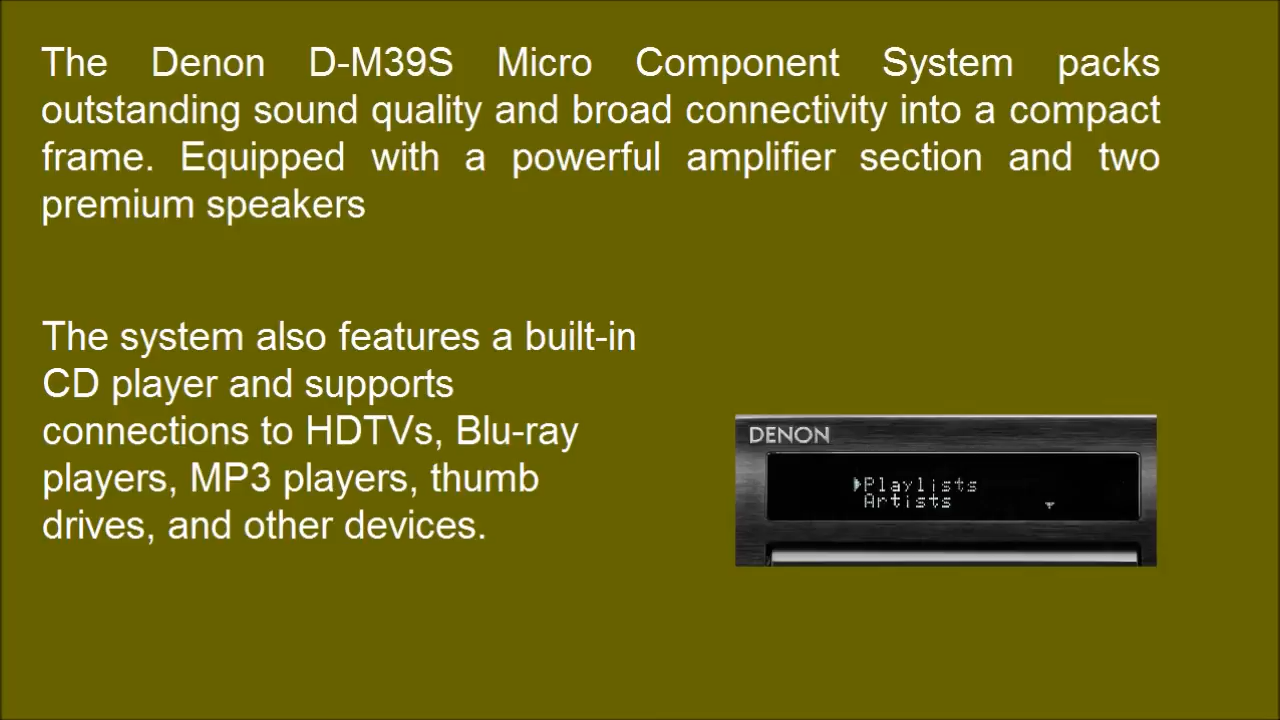 The Denon D-M39S Micro Component System packs
outstanding sound quality and broad connectivity into a compact
frame. Equipped with a powerful amplifier section and two
premium speakers
The system also features a built-in
CD player and supports
connections to HDTVs, Blu-ray
players, MP3 players, thumb
drives, and other devices.
DENON
Playlists
Artists